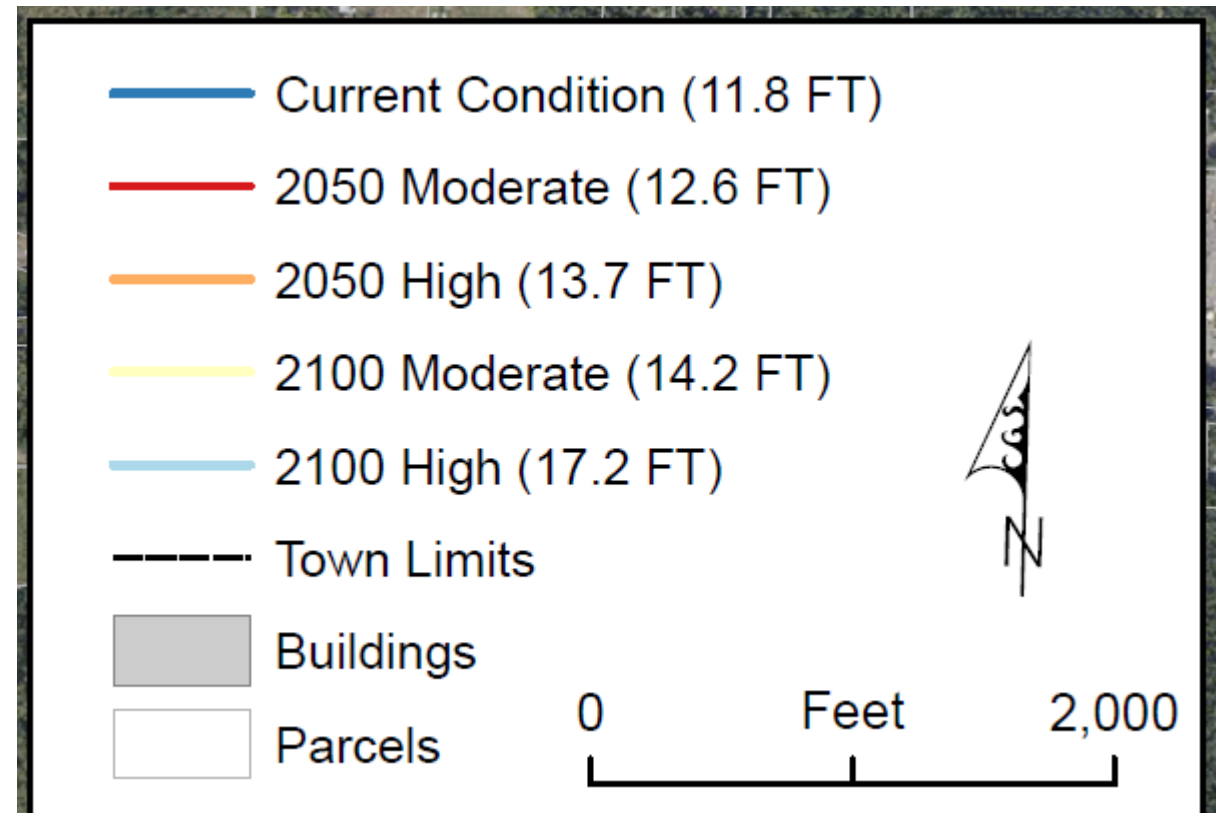 Current Condition (11.8 FT)
2050 Moderate (12.6 FT)
2050 High (13.7 FT)
2100 Moderate (14.2 FT)
2100 High (17.2 FT)
Town Limits
Buildings
Parcels
N
0 Feet 2,000